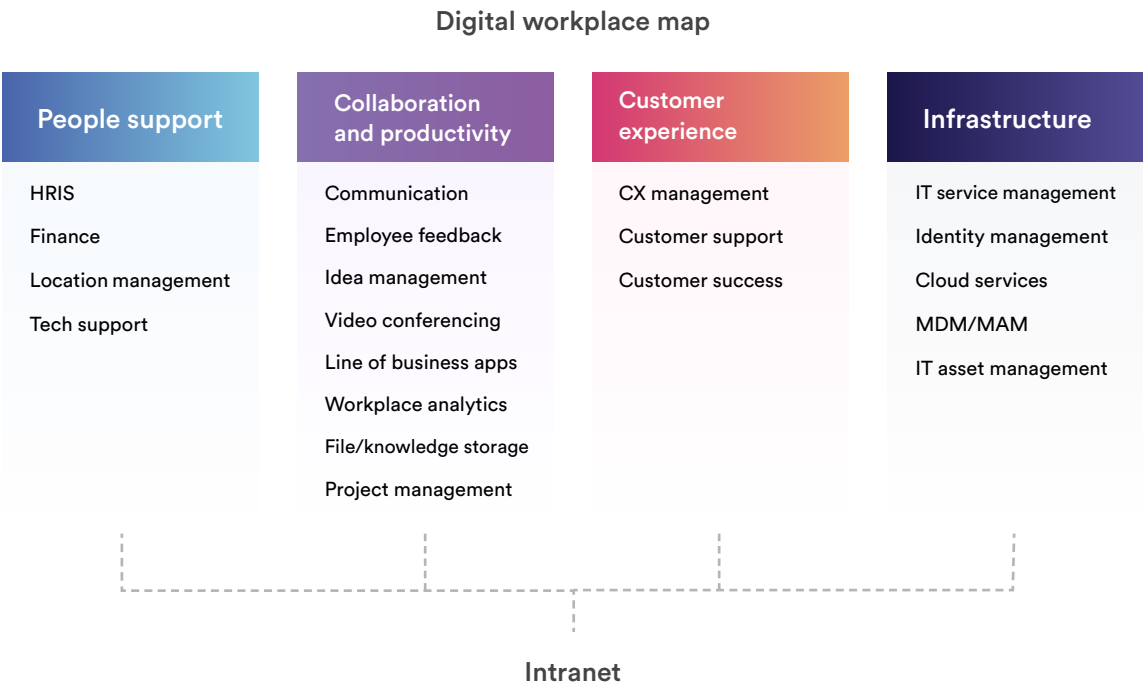 Digital workplace map
People support
HRIS
Finance
Location management
Tech support
Collaboration
and productivity
Communication
Employee feedback
Idea management
Video conferencing
Line of business apps
Workplace analytics
File/knowledge storage
Project management
Customer
experience
CX management
Customer support
Customer success
Infrastructure
IT service management
Identity management
Cloud services
MDM/MAM
IT asset management
Intranet